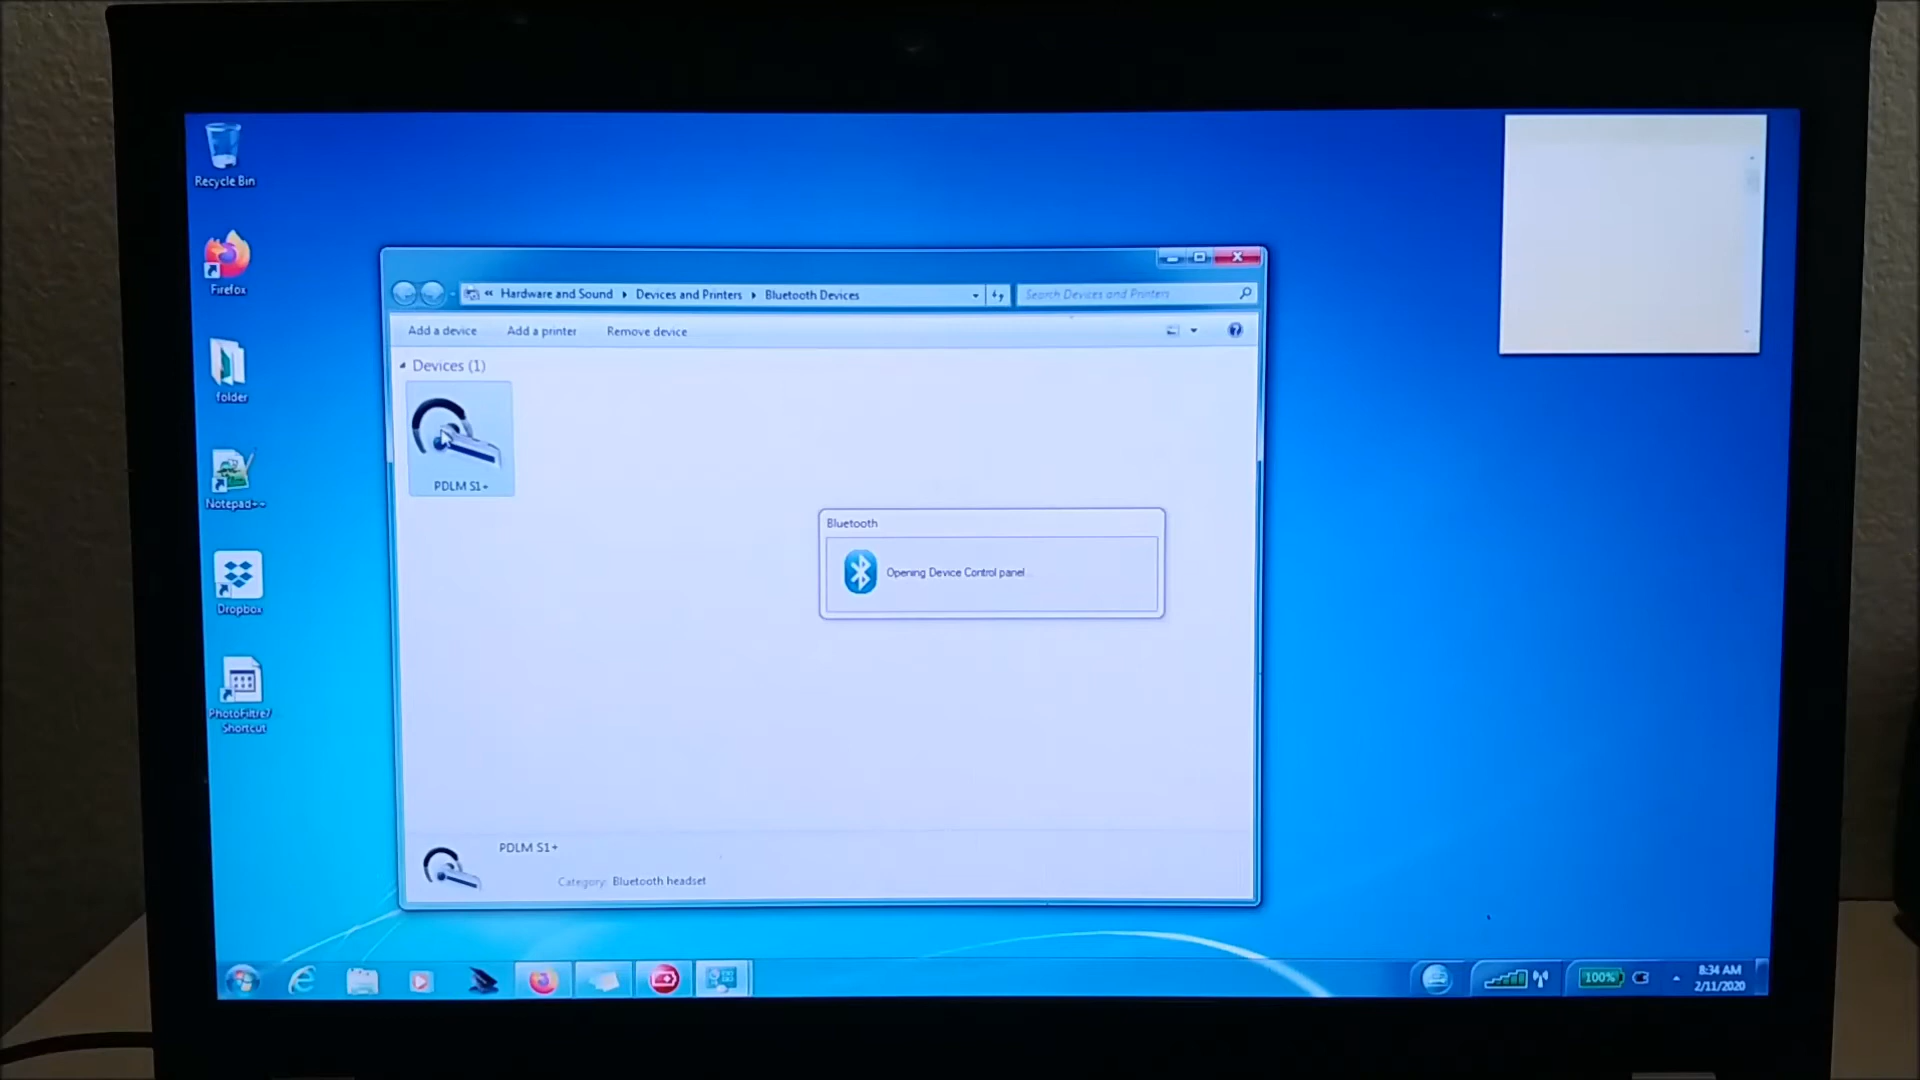 Recycle Bin
Firefox
folder
Notepad++
Dropbox
PhotoFiltre7
Shortcut
« Hardware and Sound ▸ Devices and Printers ▸ Bluetooth Devices
Search Devices and Printers
Add a device Add a printer Remove device
Devices (1)
PDLM S1+
Bluetooth
Opening Device Control panel
PDLM S1+
Category: Bluetooth headset
100%
8:34 AM
2/11/2020